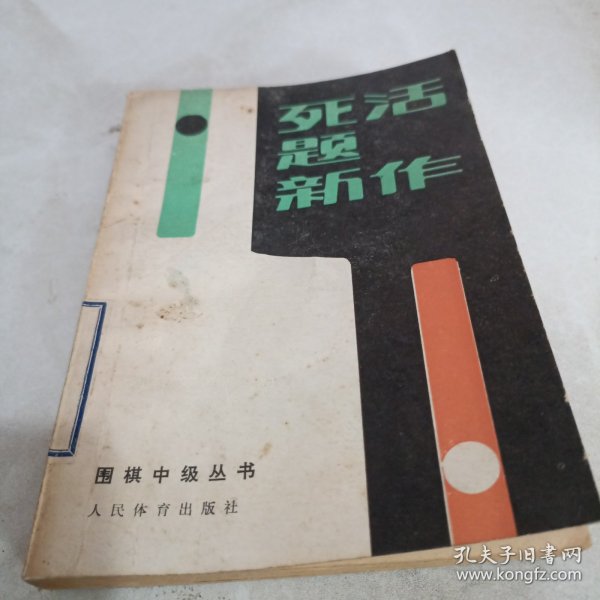 死活
题
新作
围棋中级丛书
人民体育出版社
孔夫子旧书网
www.kongfz.com